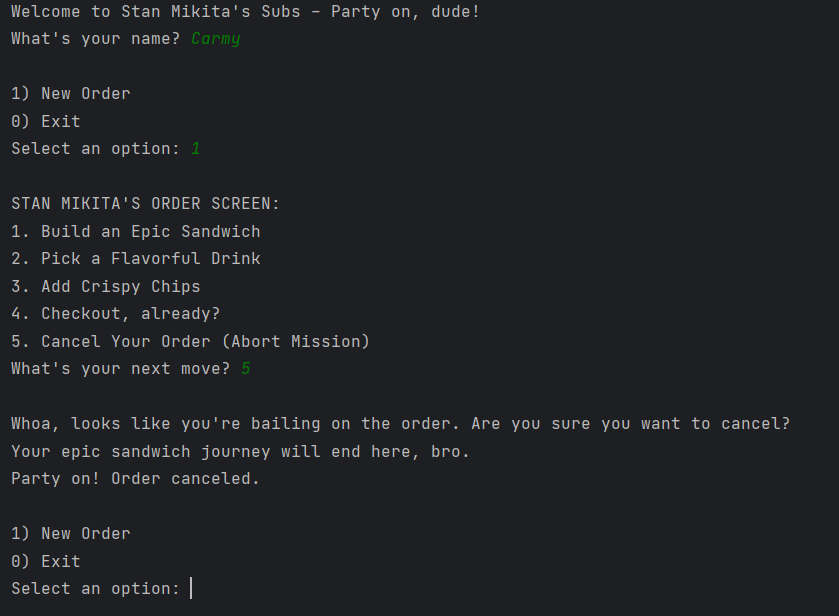 Welcome to Stan Mikita's Subs – Party on, dude!
What's your name? Carmy
1) New Order
0) Exit
Select an option: 1
STAN MIKITA'S ORDER SCREEN:
1. Build an Epic Sandwich
2. Pick a Flavorful Drink
3. Add Crispy Chips
4. Checkout, already?
5. Cancel Your Order (Abort Mission)
What's your next move? 5
Whoa, looks like you're bailing on the order. Are you sure you want to cancel?
Your epic sandwich journey will end here, bro.
Party on! Order canceled.
1) New Order
0) Exit
Select an option: